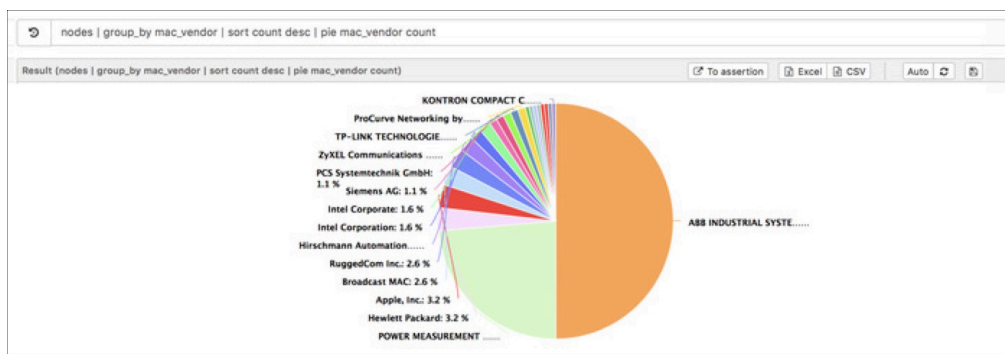 nodes | group_by mac_vendor | sort count desc | pie mac_vendor count
Result (nodes | group_by mac_vendor | sort count desc | pie mac_vendor count)
To assertion
Excel
CSV
Auto
KONTRON COMPACT C......
ProCurve Networking by......
TP-LINK TECHNOLOGIE......
ZyXEL Communications ......
PCS Systemtechnik GmbH:
1.1 %
Siemens AG: 1.1 %
Intel Corporate: 1.6 %
Intel Corporation: 1.6 %
Hirschmann Automation......
RuggedCom Inc.: 2.6 %
Broadcast MAC: 2.6 %
Apple, Inc.: 3.2 %
Hewlett Packard: 3.2 %
POWER MEASUREMENT ......
ABB INDUSTRIAL SYSTE......